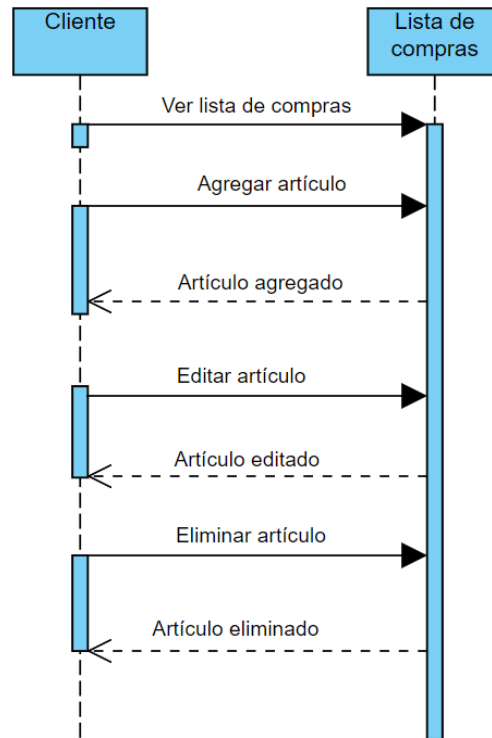 Cliente
Lista de
compras
Ver lista de compras
Agregar artículo
Artículo agregado
Editar artículo
Artículo editado
Eliminar artículo
Artículo eliminado